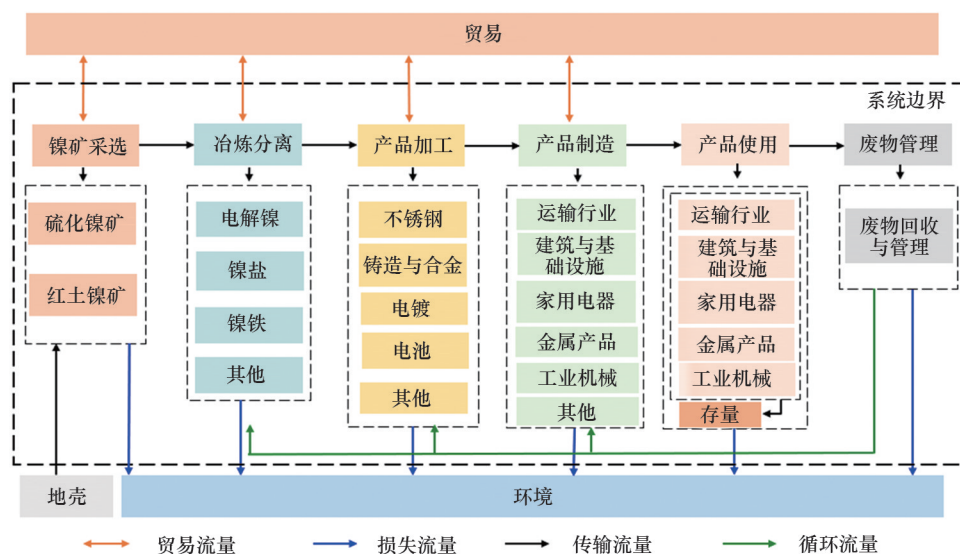 贸易
系统边界
镍矿采选
冶炼分离
产品加工
产品制造
产品使用
废物管理
硫化镍矿
红土镍矿
电解镍
镍盐
镍铁
其他
不锈钢
铸造与合金
电镀
电池
其他
运输行业
建筑与基
础设施
家用电器
金属产品
工业机械
其他
运输行业
建筑与基
础设施
家用电器
金属产品
工业机械
存量
废物回收
与管理
地壳
环境
贸易流量
损失流量
传输流量
循环流量